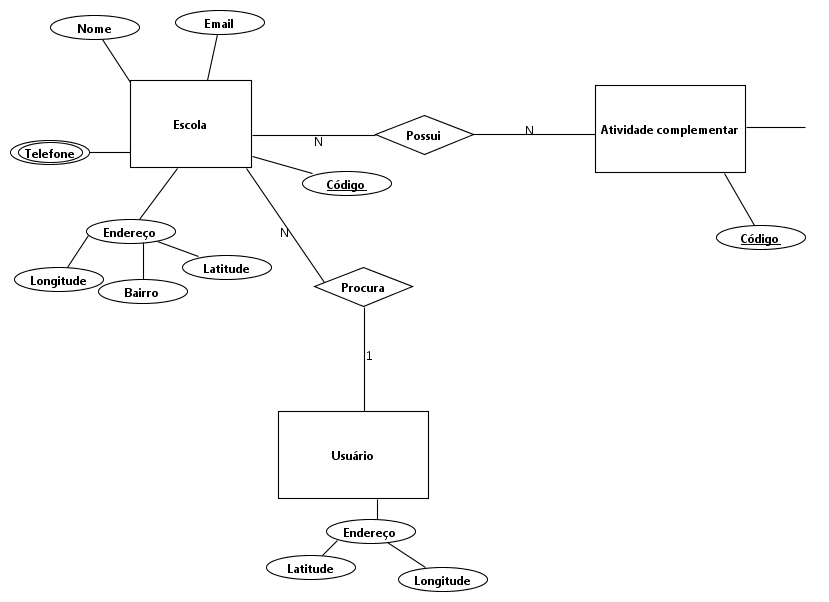 Email
Nome
Escola
Atividade complementar
N
Possui
N
Telefone
Código
Endereço
N
Código
Latitude
Longitude
Bairro
Procura
1
Usuário
Endereço
Latitude
Longitude